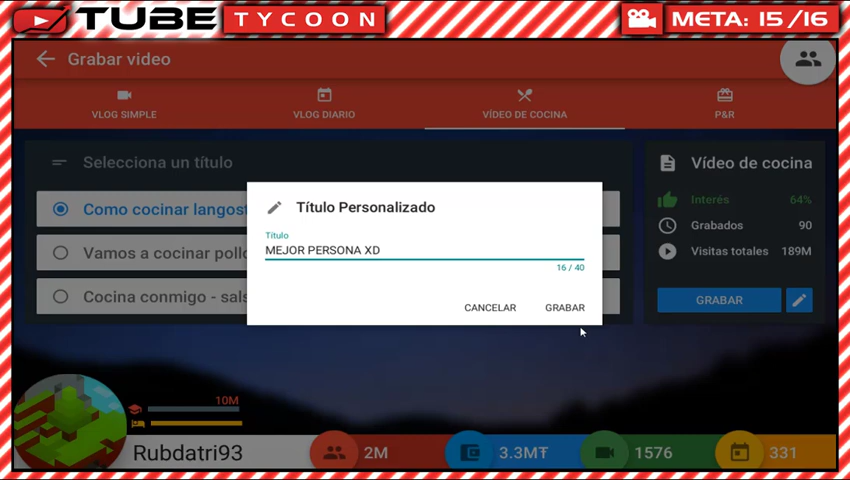 TUBE TYCOON
META: 15/16
Grabar video
VLOG SIMPLE
VLOG DIARIO
VÍDEO DE COCINA
P&R
Selecciona un título
Como cocinar langost
Vamos a cocinar pollo
Cocina conmigo - sals
Título Personalizado
Título
MEJOR PERSONA XD
16 / 40
CANCELAR
GRABAR
Vídeo de cocina
Interés 64%
Grabados 90
Visitas totales 189M
GRABAR
10M
Rubdatri93
2M
3.3MŦ
1576
331